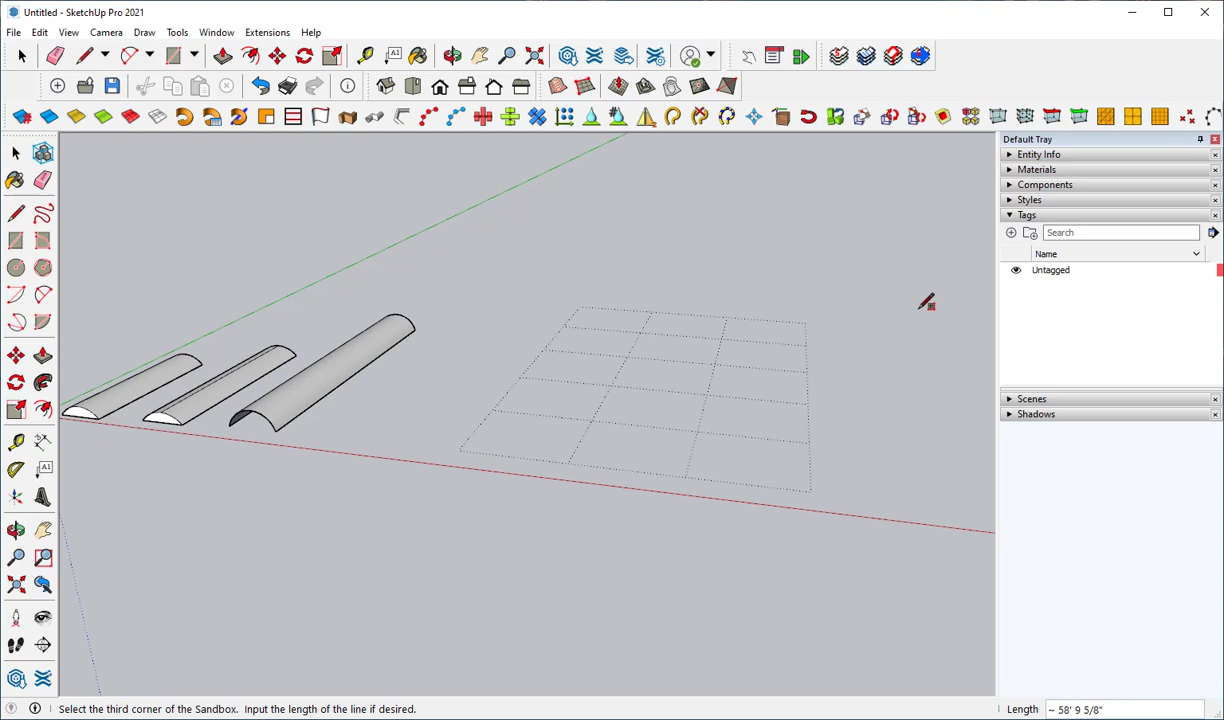 Untitled - SketchUp Pro 2021
File Edit View Camera Draw Tools Window Extensions Help
A1
Default Tray
Entity Info
Materials
Components
Styles
Tags
Search
Name
Untagged
Scenes
Shadows
A1
Select the third corner of the Sandbox. Input the length of the line if desired.
Length ~ 58' 9 5/8"